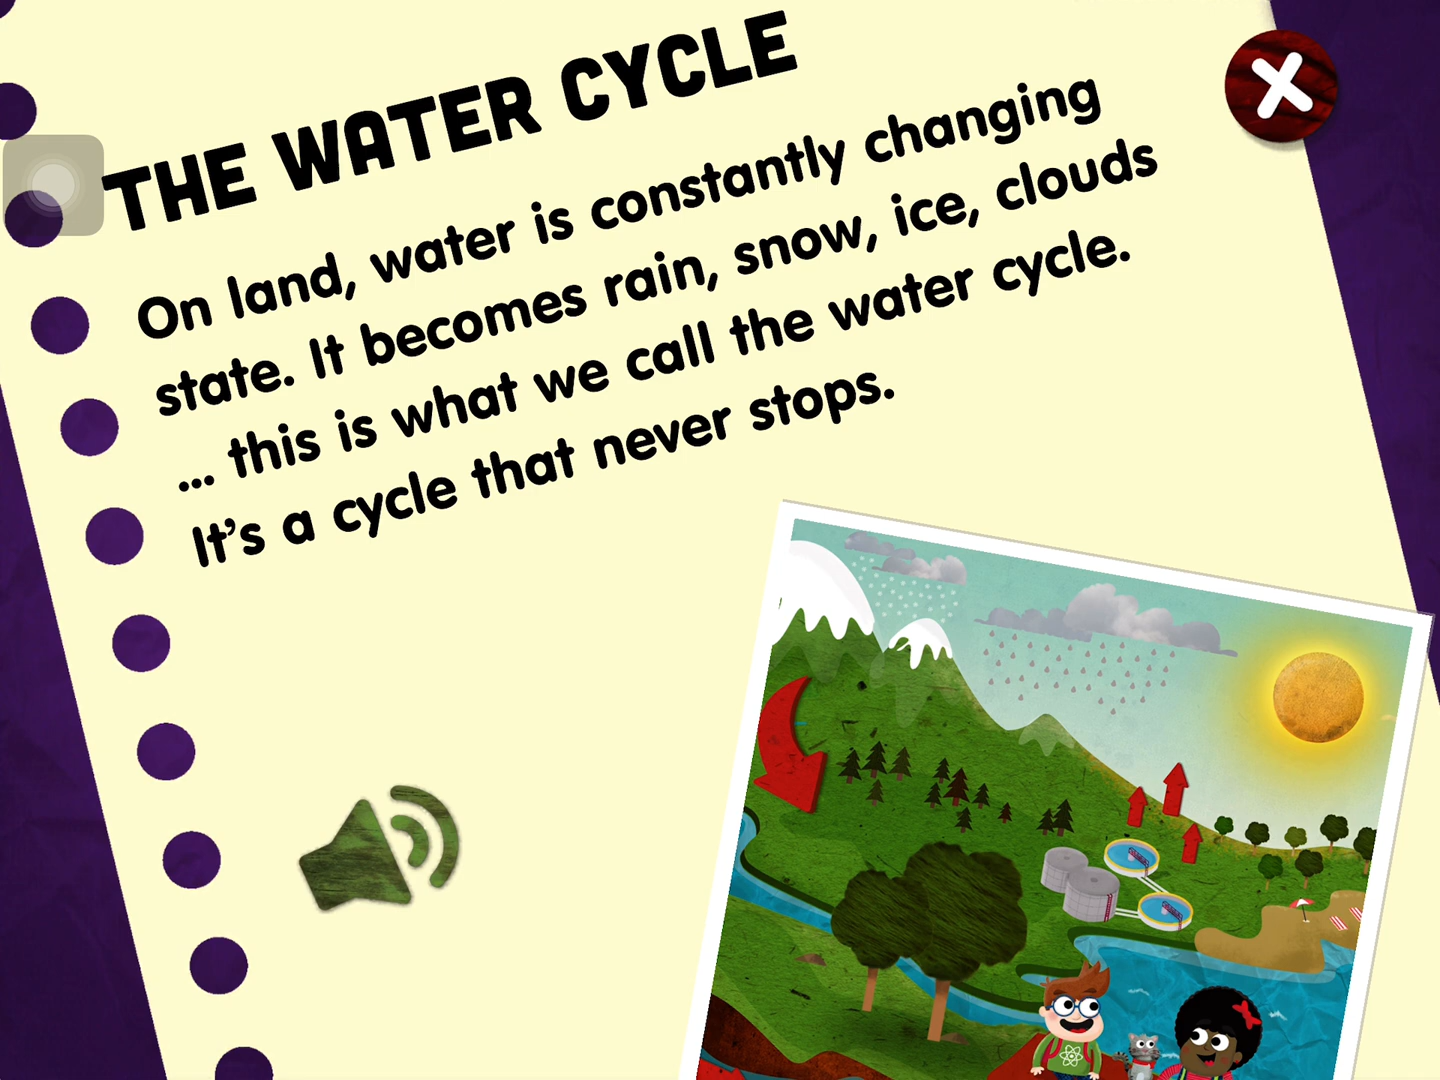 THE WATER CYCLE
On land, water is constantly changing
state. It becomes rain, snow, ice, clouds
... this is what we call the water cycle.
It's a cycle that never stops.